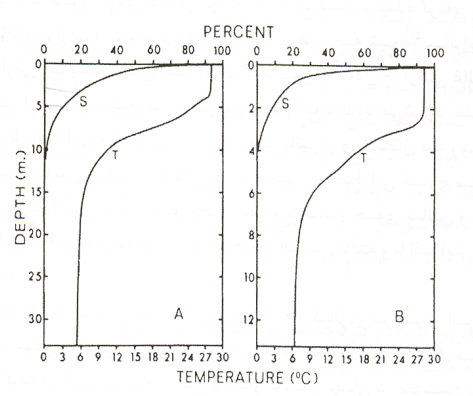 PERCENT
0 20 40 60 80 100 0 20 40 60 80 100
0
5
10
15
20
25
30
0
2
4
6
8
10
12
S
T
A
S
T
B
DEPTH (m.)
0 3 6 9 12 15 18 21 24 27 30 0 3 6 9 12 15 18 21 24 27 30
TEMPERATURE (°C)